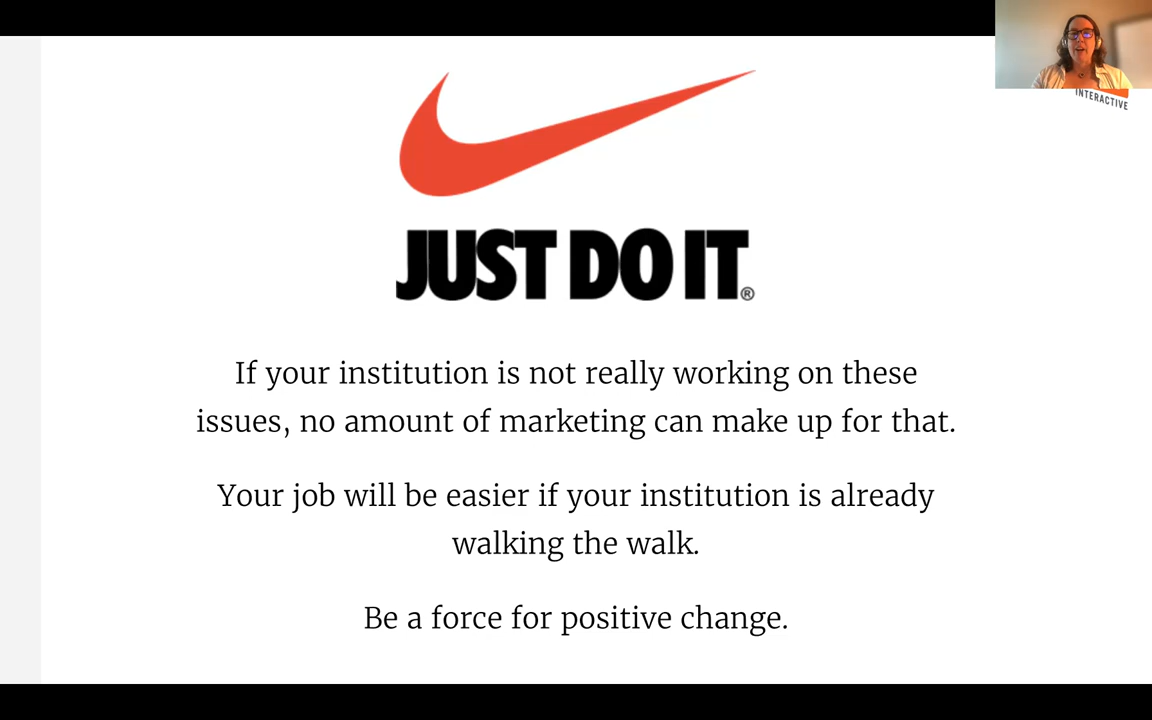 INTERACTIVE
JUST DO IT®
If your institution is not really working on these
issues, no amount of marketing can make up for that.
Your job will be easier if your institution is already
walking the walk.
Be a force for positive change.